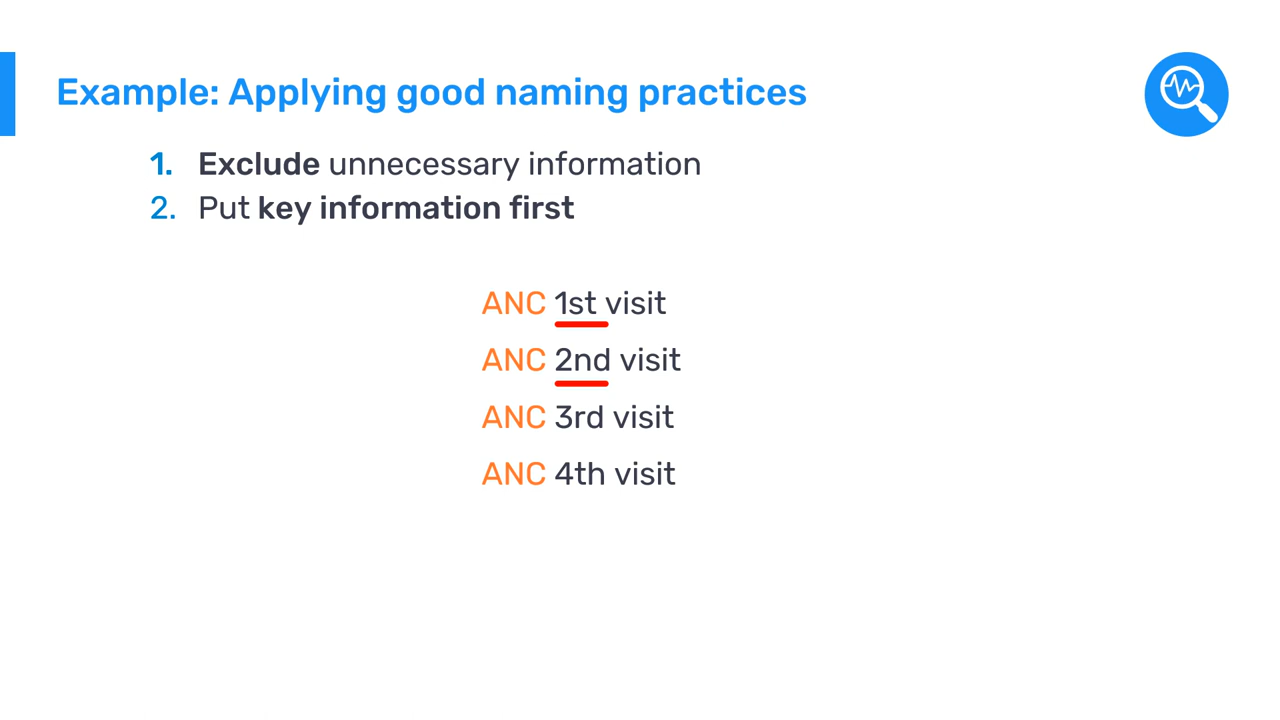 Example: Applying good naming practices
1. Exclude unnecessary information
2. Put key information first
ANC 1st visit
ANC 2nd visit
ANC 3rd visit
ANC 4th visit